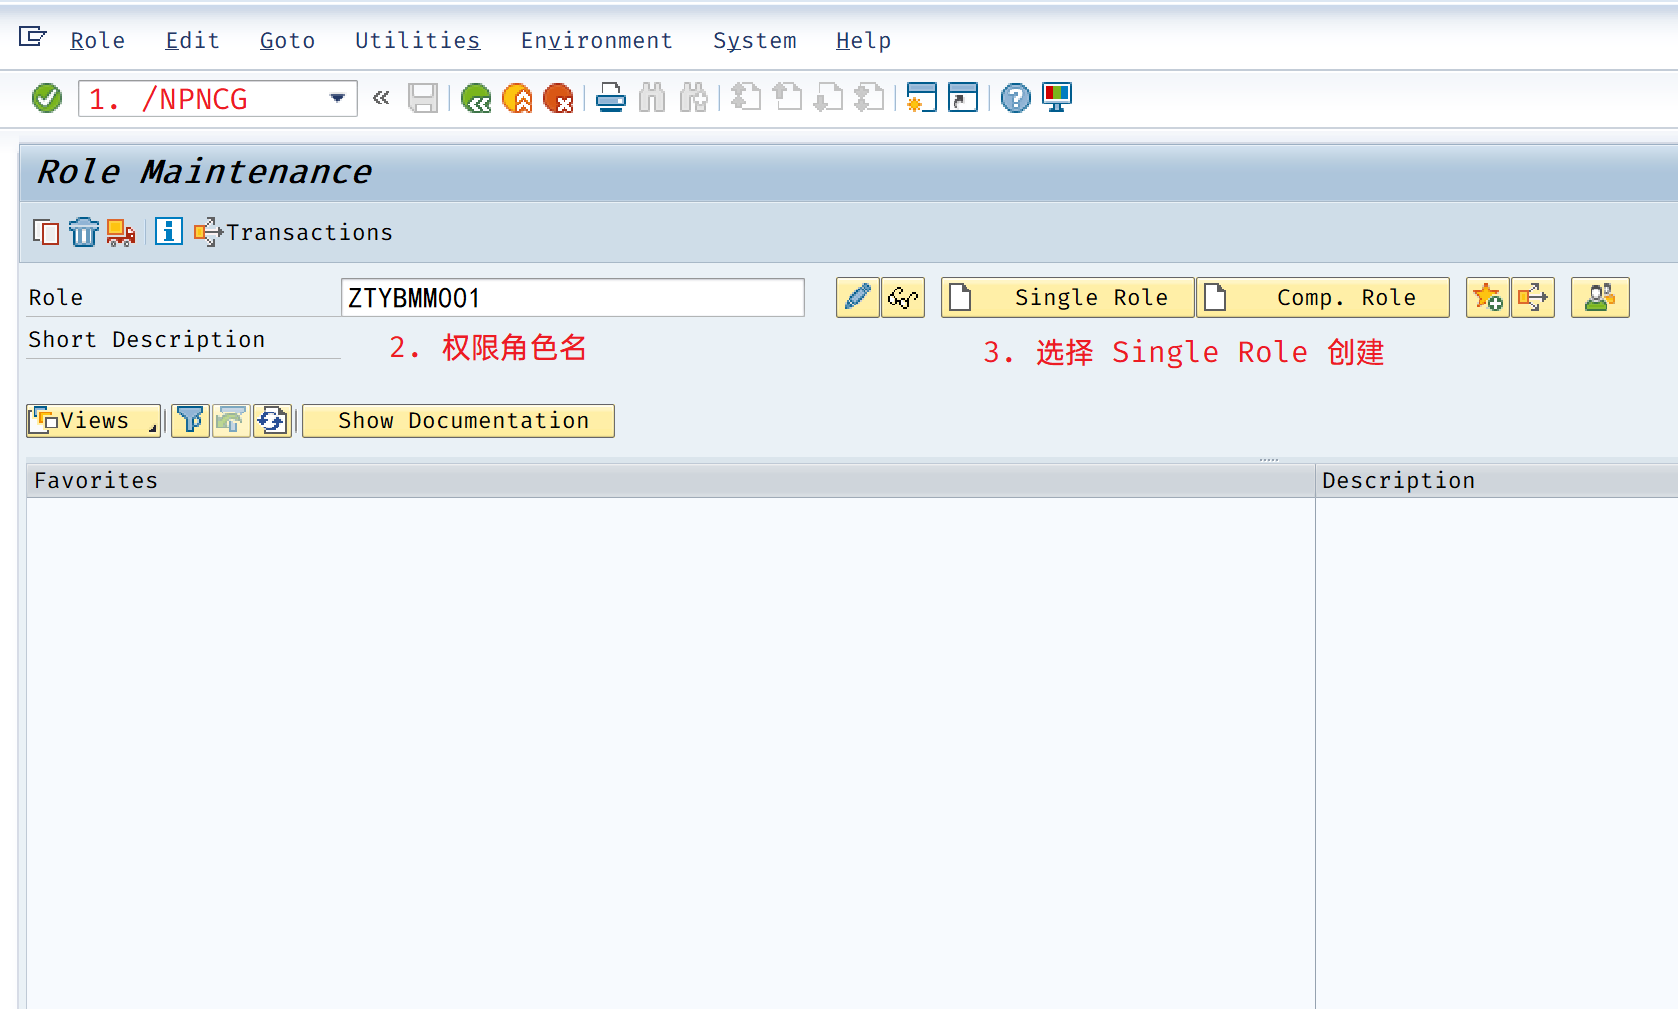 Role Edit Goto Utilities Environment System Help
1. /NPNCG
Role Maintenance
Transactions
Role ZTYBMM001 Single Role Comp. Role
Short Description 2. 权限角色名 3. 选择 Single Role 创建
Views Show Documentation
Favorites Description